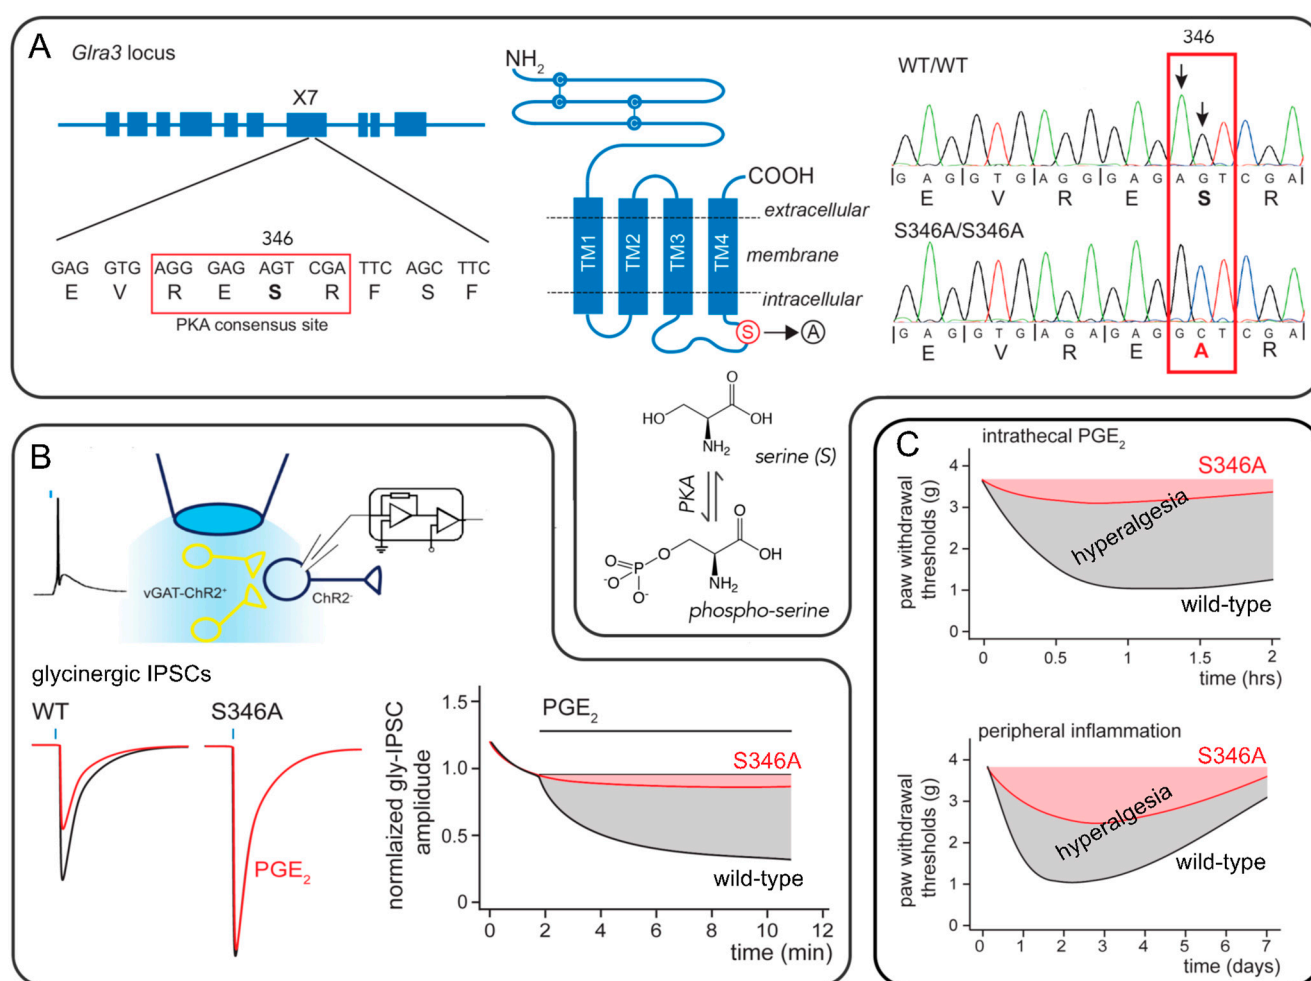 A
Glra3 locus
X7
346
GAG GTG AGG GAG AGT CGA TTC AGC TTC
E V R E S R F S F
PKA consensus site
NH2
C
C
C
C
COOH
extracellular
membrane
intracellular
TM1
TM2
TM3
TM4
S
A
HO
O
OH
NH2
serine (S)
PKA
O
P
O
O-
O-
O
OH
NH2
phospho-serine
346
WT/WT
G A G G T G A G G G A G A G T C G A
E V R E S R
S346A/S346A
G A G G T G A G A G A G G C T C G A
E V R E A R
B
vGAT-ChR2+
ChR2-
glycinergic IPSCs
WT
S346A
PGE2
normlaized gly-IPSC
amplidude
1.5
1.0
0.5
0
PGE2
S346A
wild-type
0 2 4 6 8 10 12
time (min)
C
intrathecal PGE2
paw withdrawal
thresholds (g)
4
3
2
1
0
S346A
hyperalgesia
wild-type
0 0.5 1 1.5 2
time (hrs)
peripheral inflammation
paw withdrawal
thresholds (g)
4
3
2
1
0
S346A
hyperalgesia
wild-type
0 1 2 3 4 5 6 7
time (days)